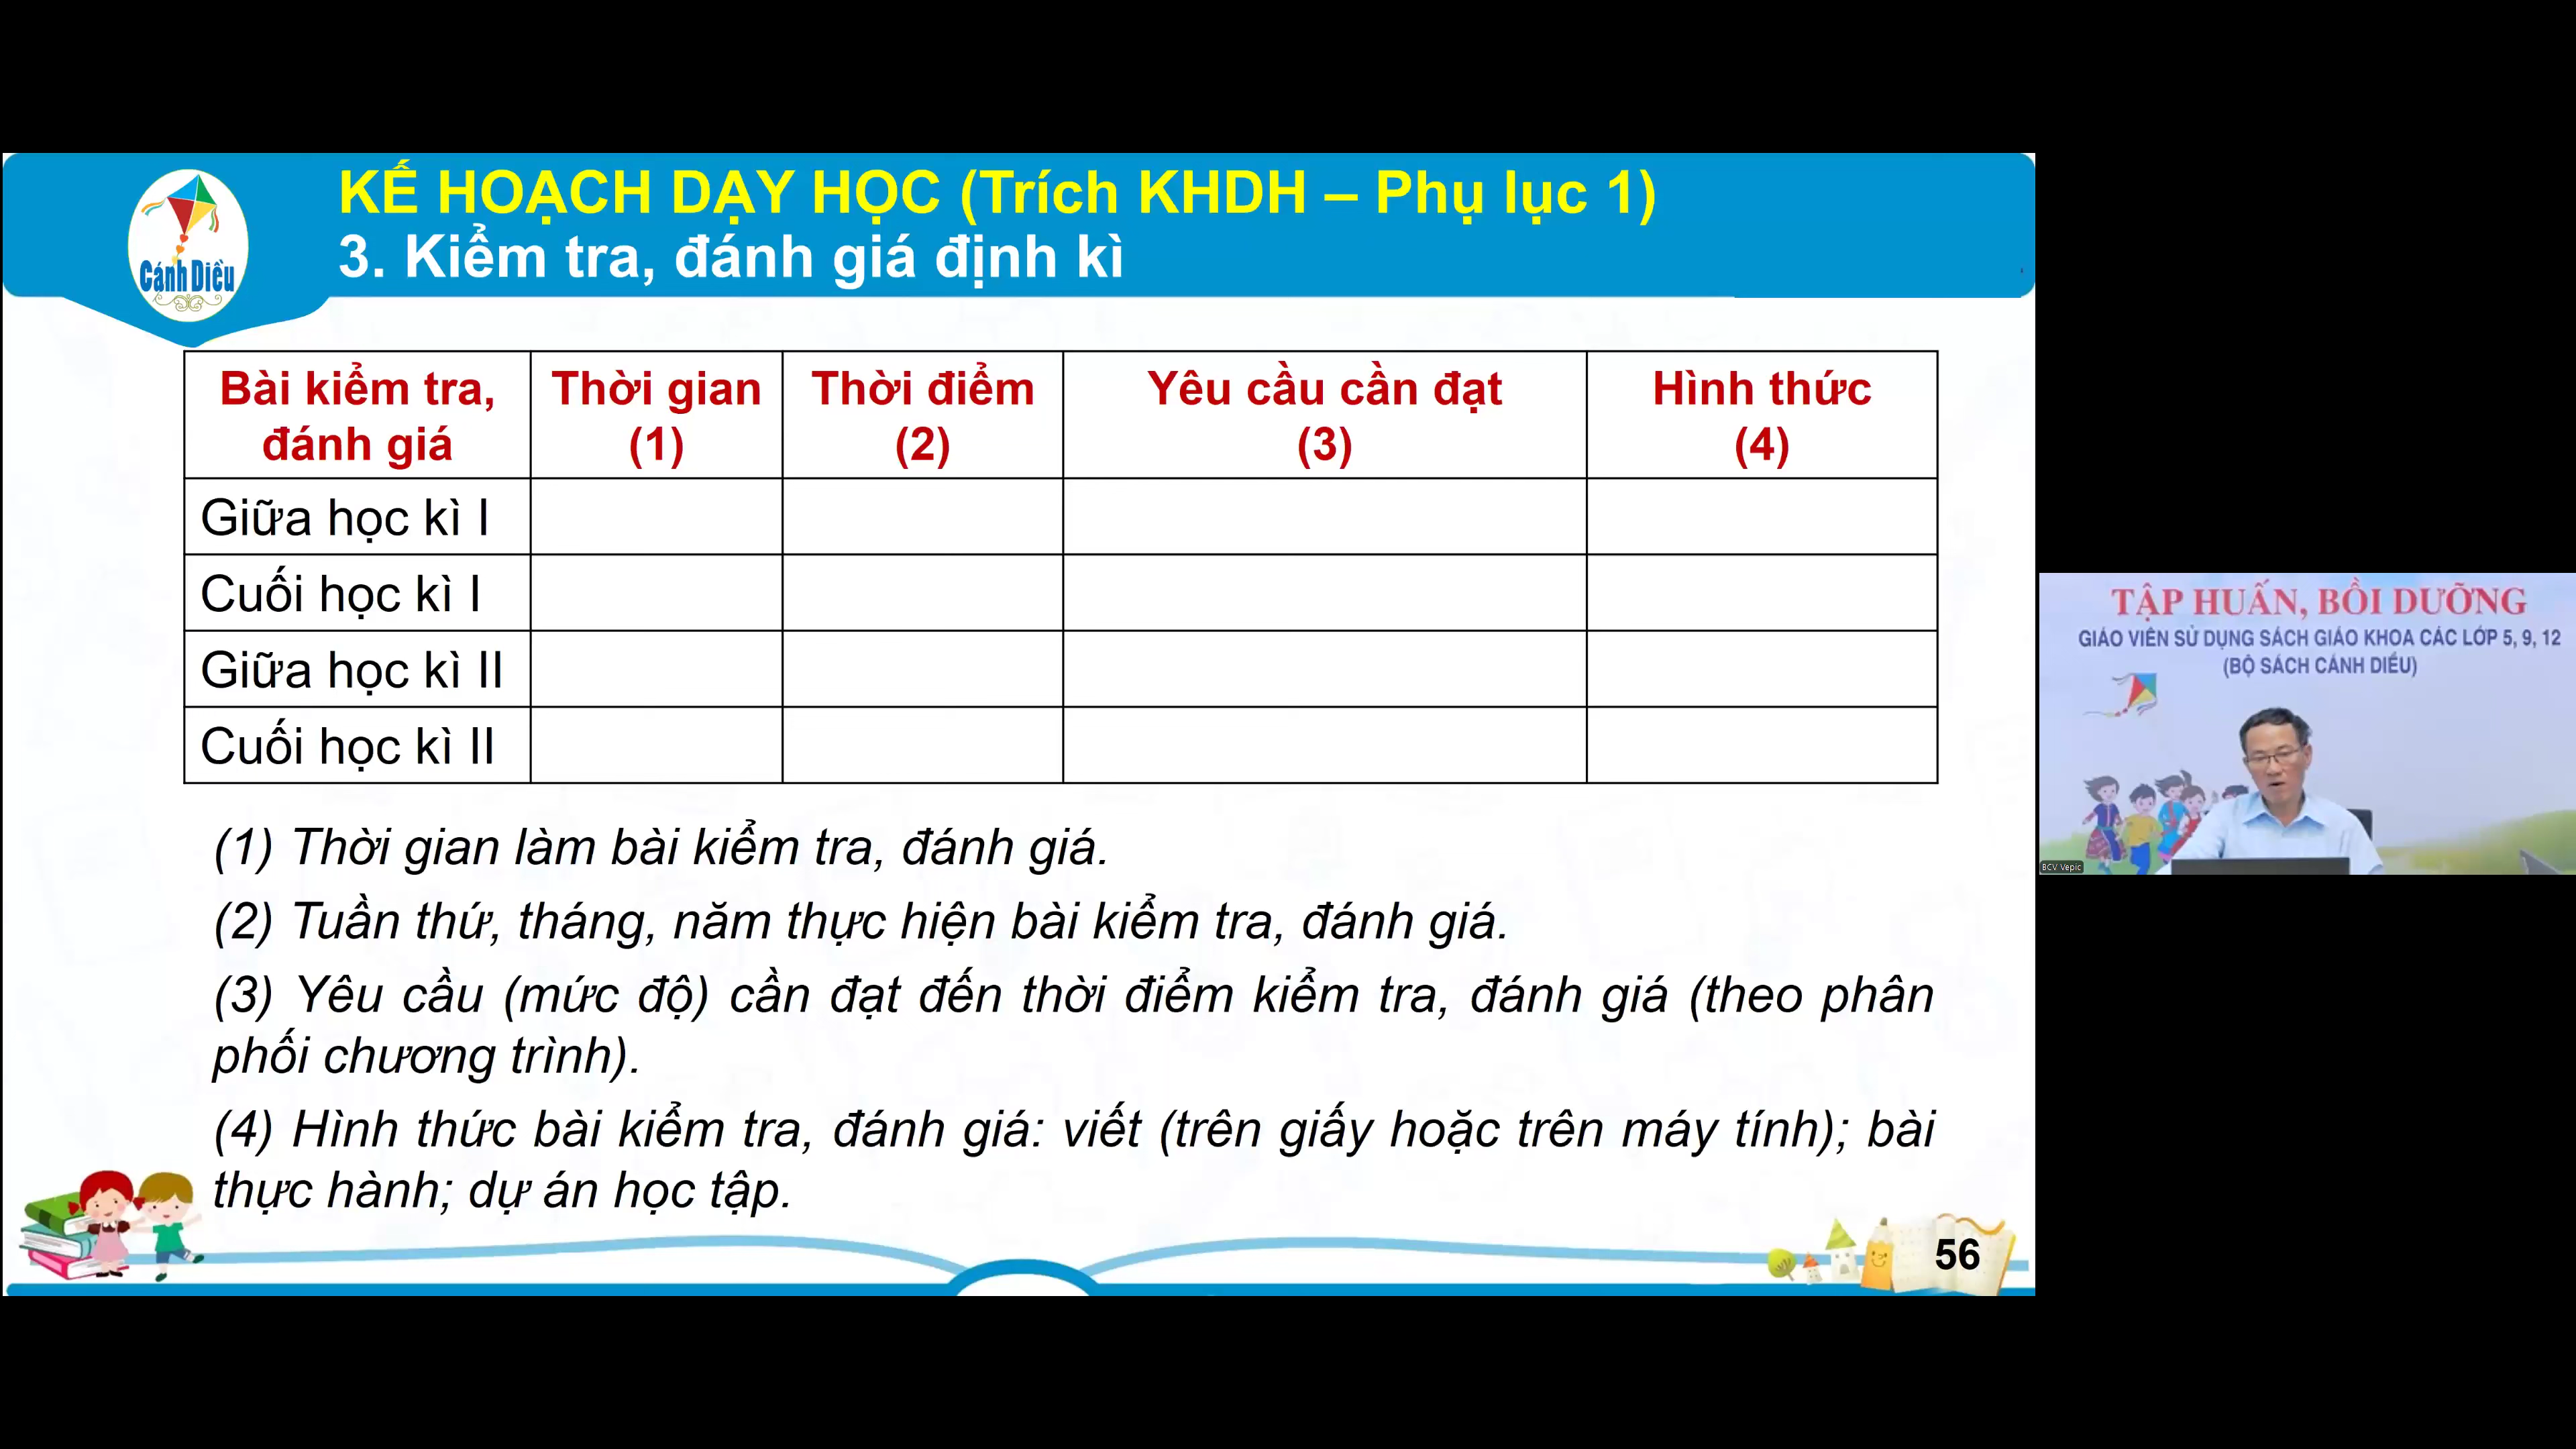 KẾ HOẠCH DẠY HỌC (Trích KHDH – Phụ lục 1)
3. Kiểm tra, đánh giá định kì
Cánh Diều
Bài kiểm tra, đánh giá
Thời gian (1)
Thời điểm (2)
Yêu cầu cần đạt (3)
Hình thức (4)
Giữa học kì I
Cuối học kì I
Giữa học kì II
Cuối học kì II
(1) Thời gian làm bài kiểm tra, đánh giá.
(2) Tuần thứ, tháng, năm thực hiện bài kiểm tra, đánh giá.
(3) Yêu cầu (mức độ) cần đạt đến thời điểm kiểm tra, đánh giá (theo phân
phối chương trình).
(4) Hình thức bài kiểm tra, đánh giá: viết (trên giấy hoặc trên máy tính); bài
thực hành; dự án học tập.
56
TẬP HUẤN, BỒI DƯỠNG
GIÁO VIÊN SỬ DỤNG SÁCH GIÁO KHOA CÁC LỚP 5, 9, 12
(BỘ SÁCH CÁNH DIỀU)
BCV Vepic